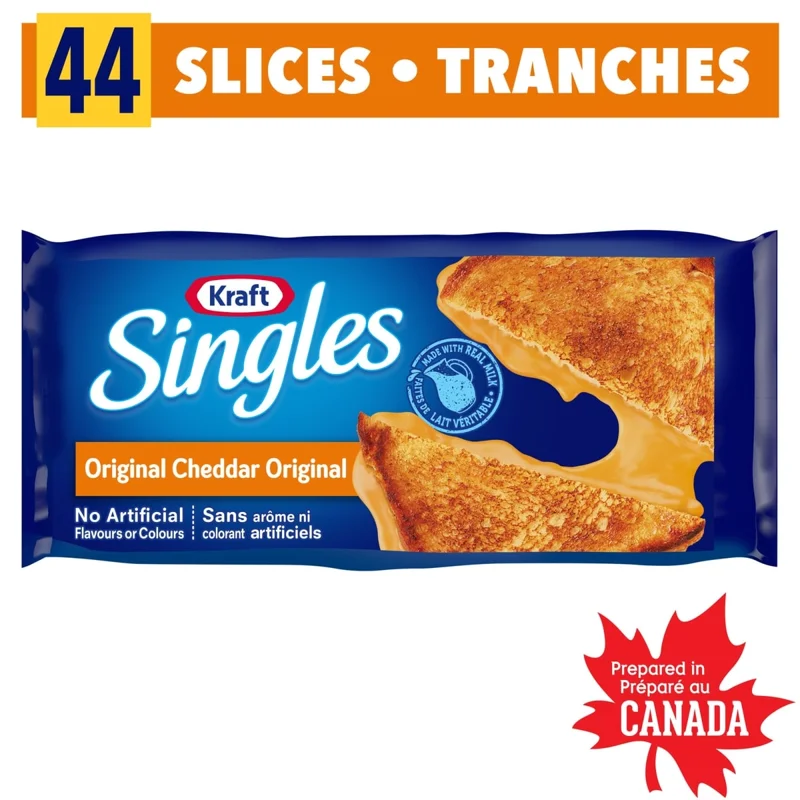 44 SLICES • TRANCHES
Kraft
Singles
MADE WITH REAL MILK
FAITES DE LAIT VÉRITABLE
Original Cheddar Original
No Artificial
Flavours or Colours
Sans arôme ni
colorant artificiels
Prepared in
Préparé au
CANADA